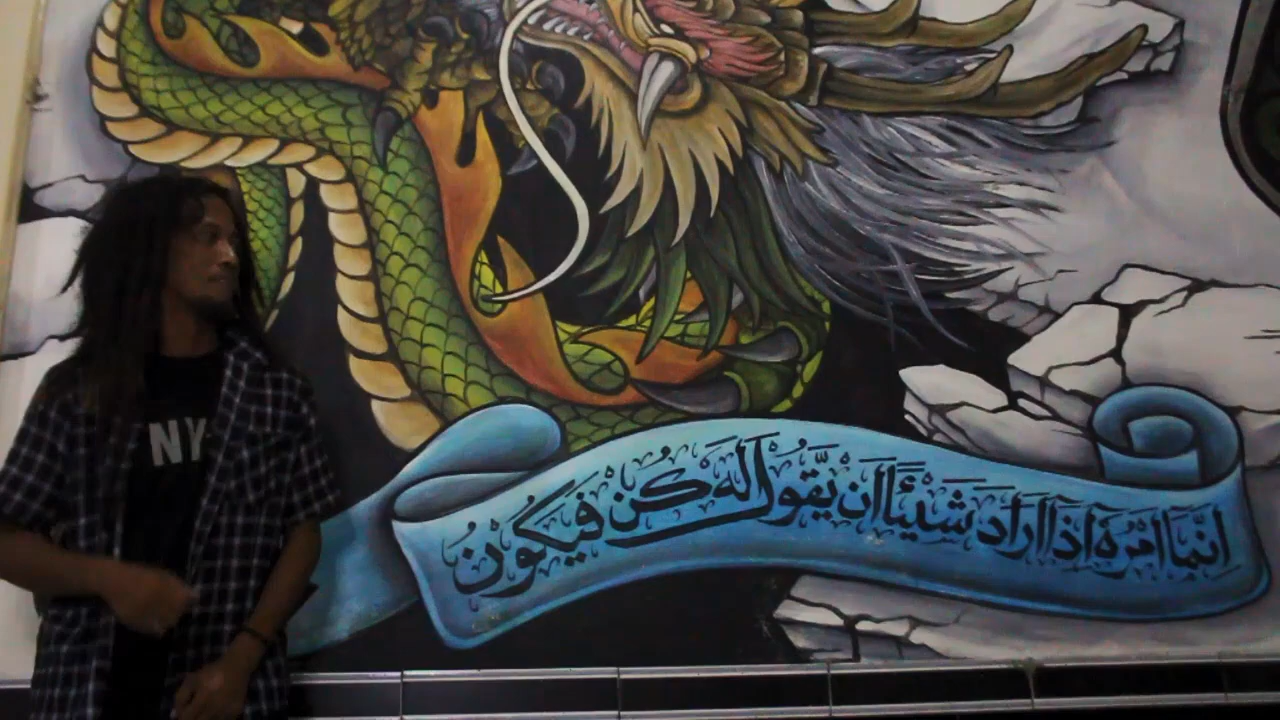 NY
انما امره اذا اراد شيئا ان يقول له كن فيكون